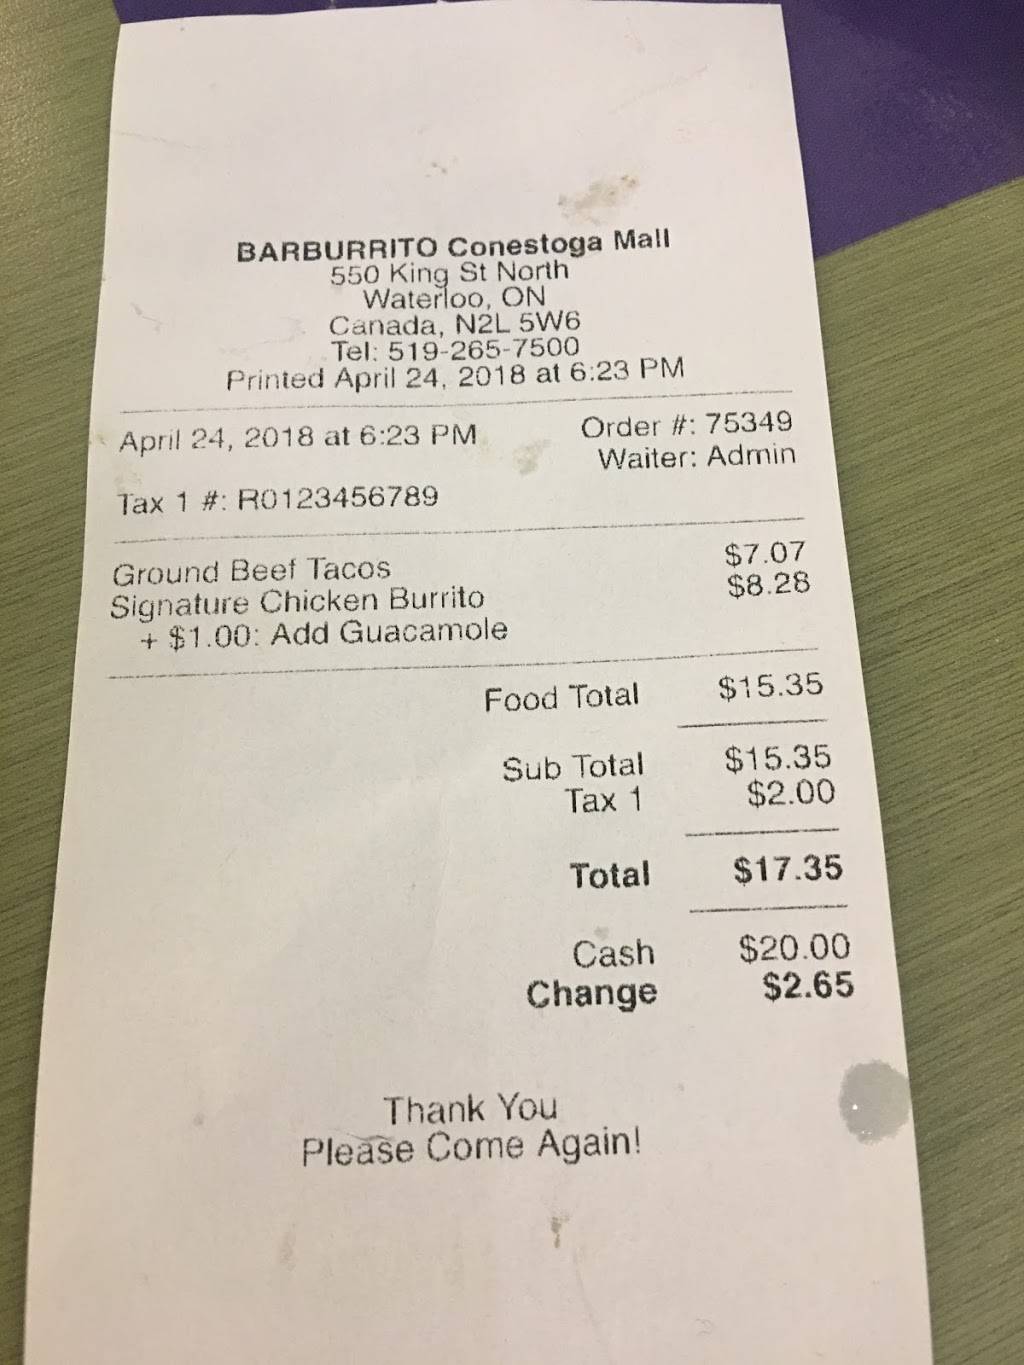 BARBURRITO Conestoga Mall
550 King St North
Waterloo, ON
Canada, N2L 5W6
Tel: 519-265-7500
Printed April 24, 2018 at 6:23 PM
April 24, 2018 at 6:23 PM Order #: 75349
Waiter: Admin
Tax 1 #: R0123456789
Ground Beef Tacos $7.07
Signature Chicken Burrito $8.28
+ $1.00: Add Guacamole
Food Total $15.35
Sub Total $15.35
Tax 1 $2.00
Total $17.35
Cash $20.00
Change $2.65
Thank You
Please Come Again!